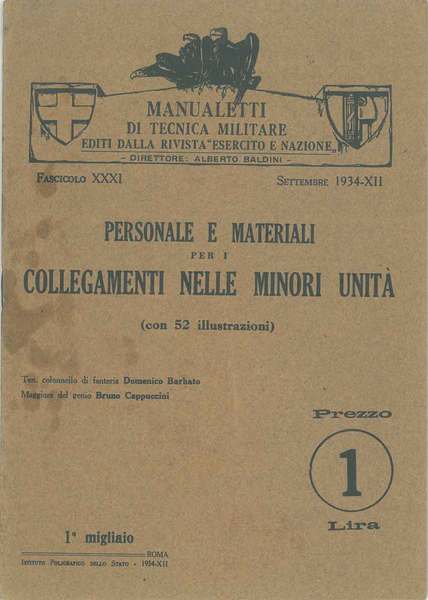 MANUALETTI
DI TECNICA MILITARE
EDITI DALLA RIVISTA "ESERCITO E NAZIONE„
- DIRETTORE: ALBERTO BALDINI -
FASCICOLO XXXI
SETTEMBRE 1934-XII
PERSONALE E MATERIALI
PER I
COLLEGAMENTI NELLE MINORI UNITÀ
(con 52 illustrazioni)
Ten. colonnello di fanteria Domenico Barbato
Maggiore del genio Bruno Cappuccini
Prezzo
1
Lira
1° migliaio
ROMA
ISTITUTO POLIGRAFICO DELLO STATO - 1934-XII